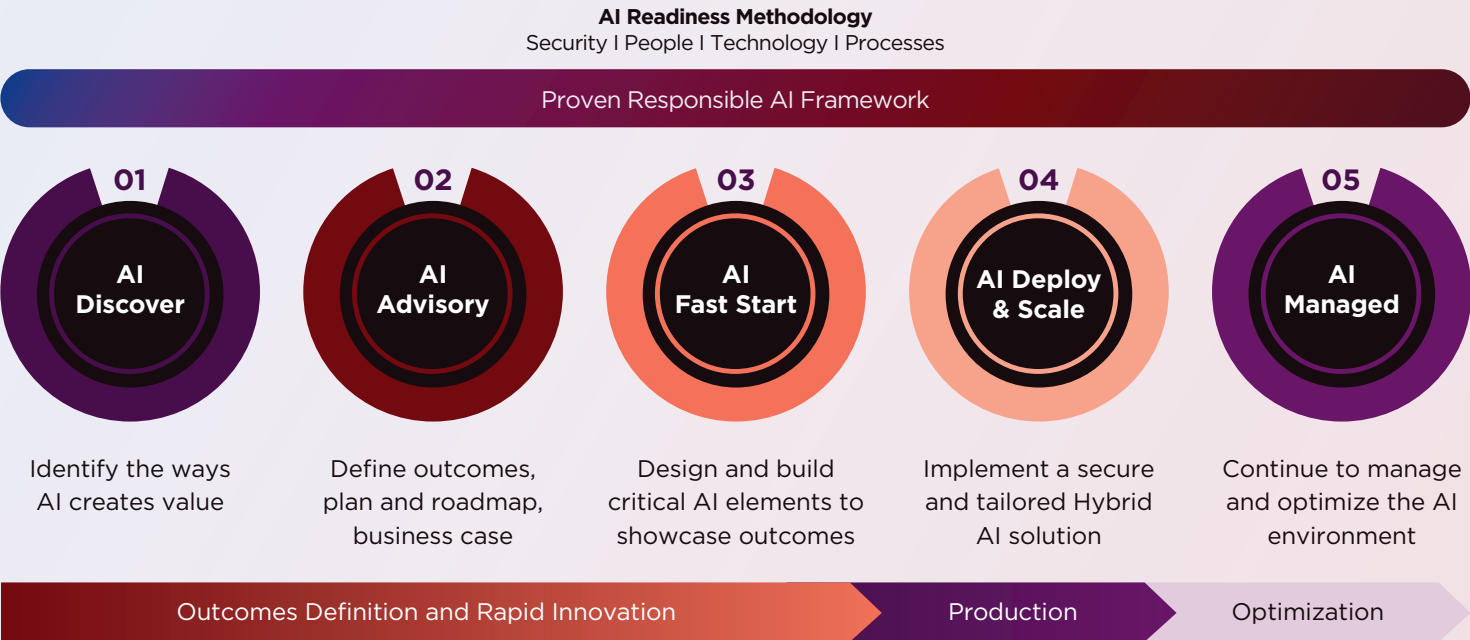 AI Readiness Methodology
Security I People I Technology I Processes
Proven Responsible AI Framework
01
AI
Discover
Identify the ways
AI creates value
02
AI
Advisory
Define outcomes,
plan and roadmap,
business case
03
AI
Fast Start
Design and build
critical AI elements to
showcase outcomes
04
AI Deploy
& Scale
Implement a secure
and tailored Hybrid
AI solution
05
AI
Managed
Continue to manage
and optimize the AI
environment
Outcomes Definition and Rapid Innovation
Production
Optimization